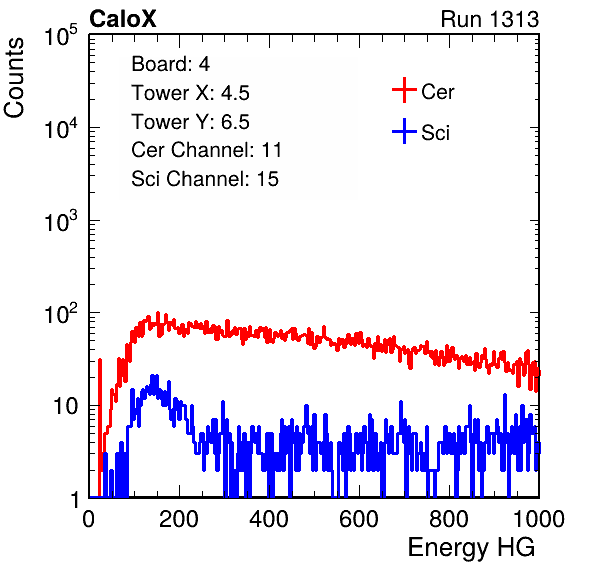 CaloX
Run 1313
Counts
10^5
10^4
10^3
10^2
10
1
Board: 4
Tower X: 4.5
Tower Y: 6.5
Cer Channel: 11
Sci Channel: 15
Cer
Sci
0 200 400 600 800 1000
Energy HG